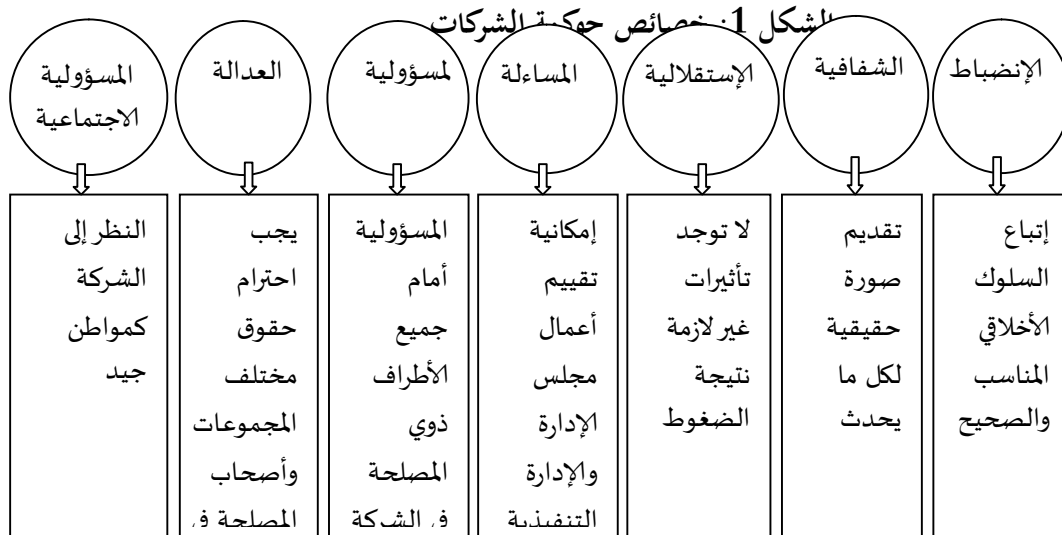 الشكل 1: خصائص حوكمة الشركات
الإنضباط
إتباع
السلوك
الأخلاقي
المناسب
والصحيح
الشفافية
تقديم
صورة
حقيقية
لكل ما
يحدث
الإستقلالية
لا توجد
تأثيرات
غير لازمة
نتيجة
الضغوط
المساءلة
إمكانية
تقييم
أعمال
مجلس
الإدارة
والإدارة
التنفيذية
لمسؤولية
المسؤولية
أمام
جميع
الأطراف
ذوي
المصلحة
في الشركة
العدالة
يجب
احترام
حقوق
مختلف
المجموعات
وأصحاب
المصلحة في
المسؤولية
الاجتماعية
النظر إلى
الشركة
كمواطن
جيد